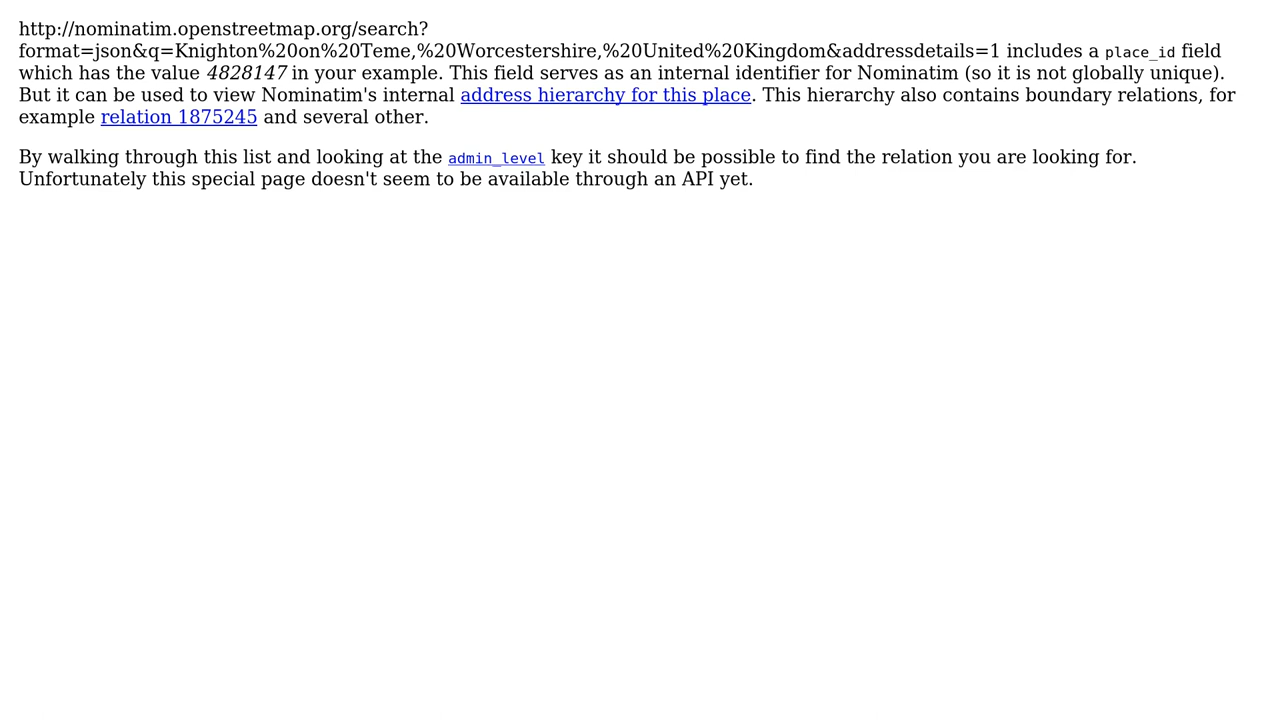 http://nominatim.openstreetmap.org/search?
format=json&q=Knighton%20on%20Teme,%20Worcestershire,%20United%20Kingdom&addressdetails=1 includes a place_id field
which has the value 4828147 in your example. This field serves as an internal identifier for Nominatim (so it is not globally unique).
But it can be used to view Nominatim's internal address hierarchy for this place. This hierarchy also contains boundary relations, for
example relation 1875245 and several other.
By walking through this list and looking at the admin_level key it should be possible to find the relation you are looking for.
Unfortunately this special page doesn't seem to be available through an API yet.